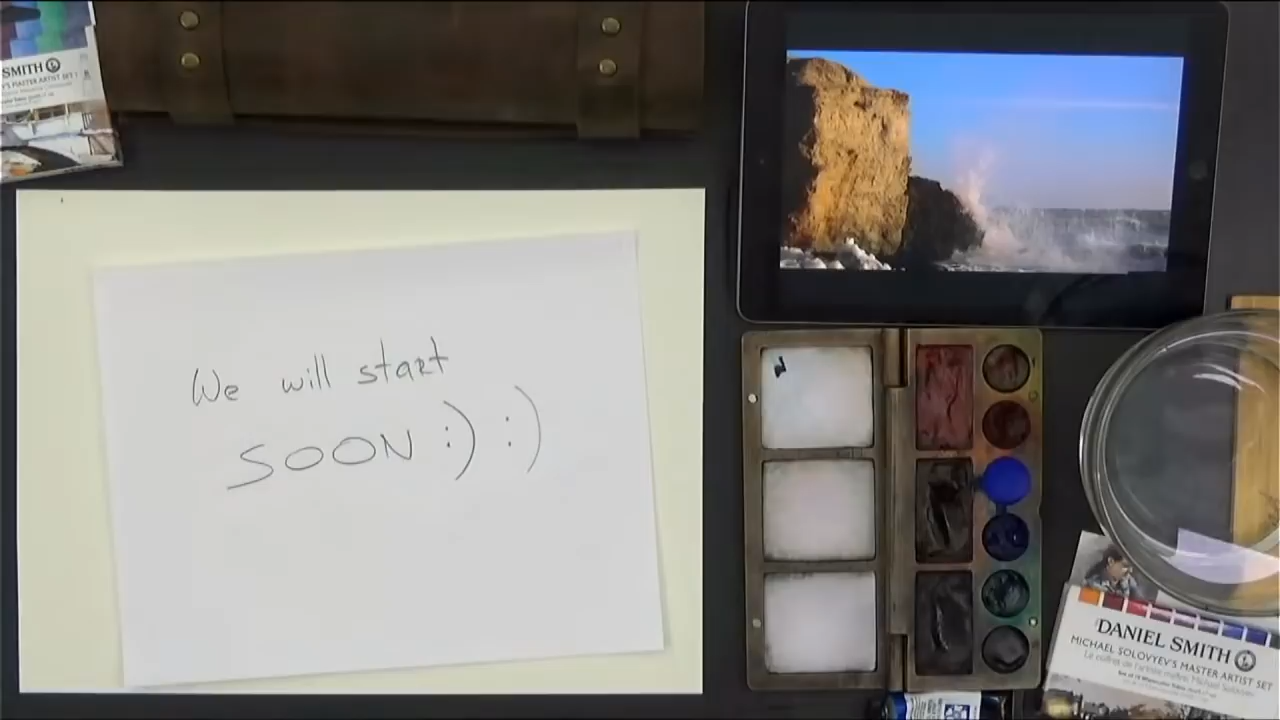 SMITH
We will start
SOON :) :)
DANIEL SMITH
MICHAEL SOLOVYEV'S MASTER ARTIST SET